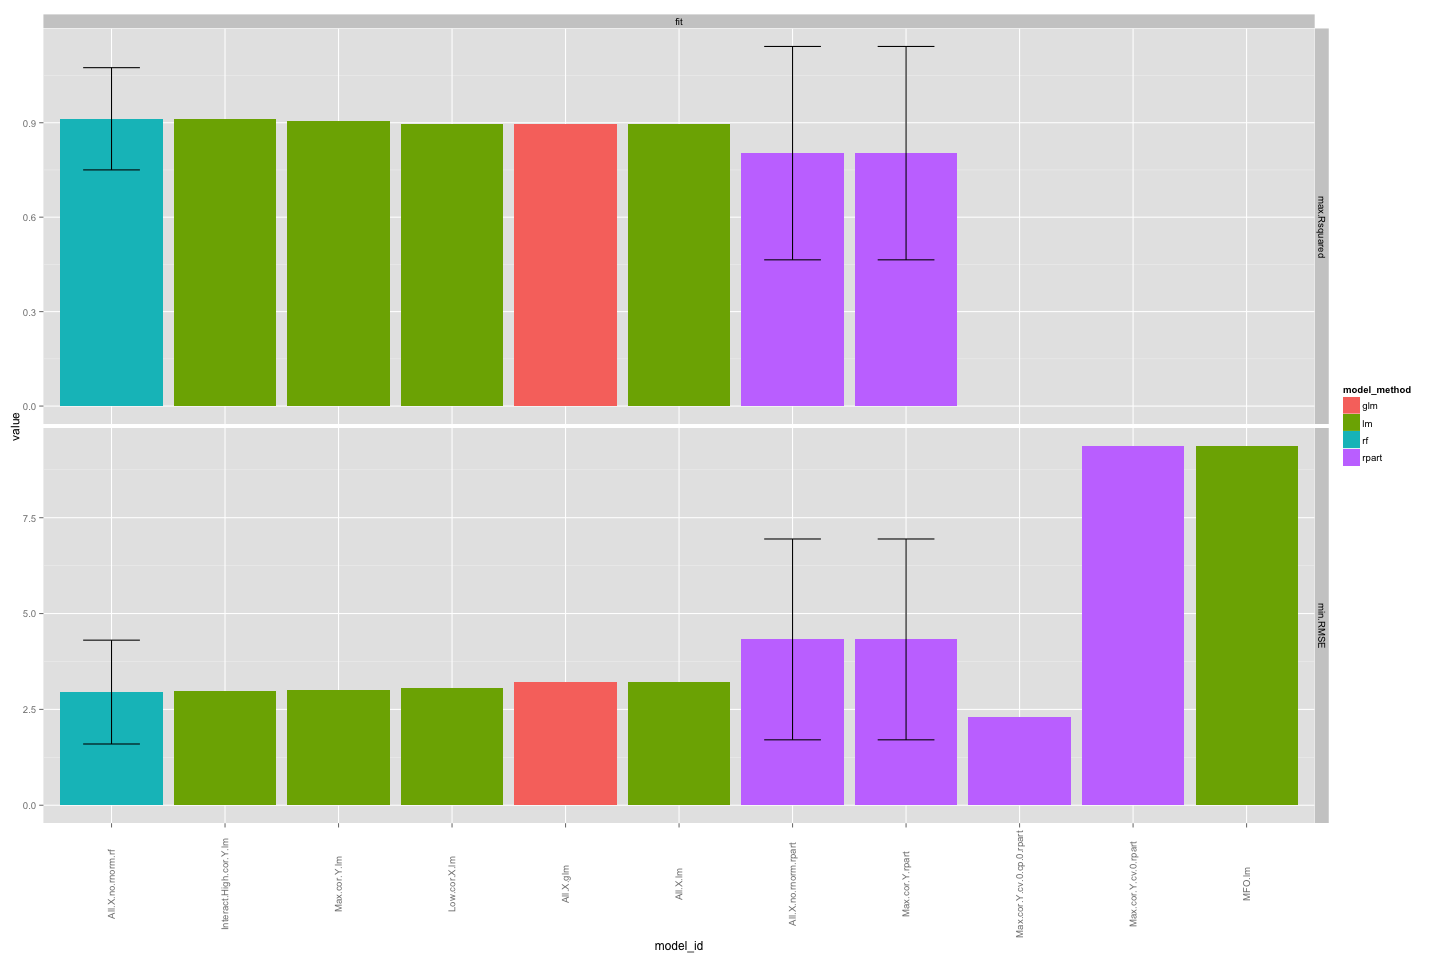 fit
0.9
0.6
0.3
0.0
max.Rsquared
value
7.5
5.0
2.5
0.0
min.RMSE
All.X.no.rnorm.rf
Interact.High.cor.Y.lm
Max.cor.Y.lm
Low.cor.X.lm
All.X.glm
All.X.lm
All.X.no.rnorm.rpart
Max.cor.Y.rpart
Max.cor.Y.cv.0.cp.0.rpart
Max.cor.Y.cv.0.rpart
MFO.lm
model_id
model_method
glm
lm
rf
rpart